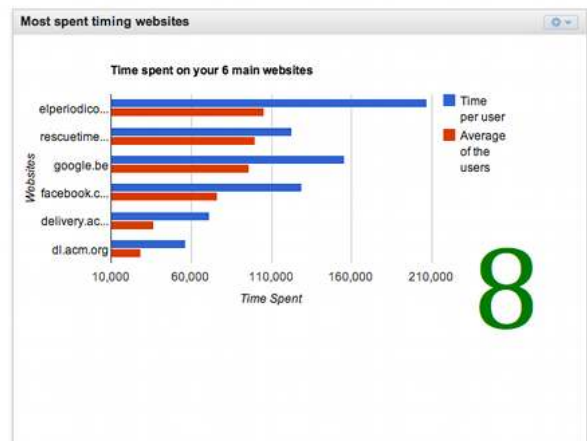 Most spent timing websites
Time spent on your 6 main websites
Websites
elperiodico...
rescuetime...
google.be
facebook.c...
delivery.ac...
dl.acm.org
10,000 60,000 110,000 160,000 210,000
Time Spent
Time
per user
Average
of the
users
8